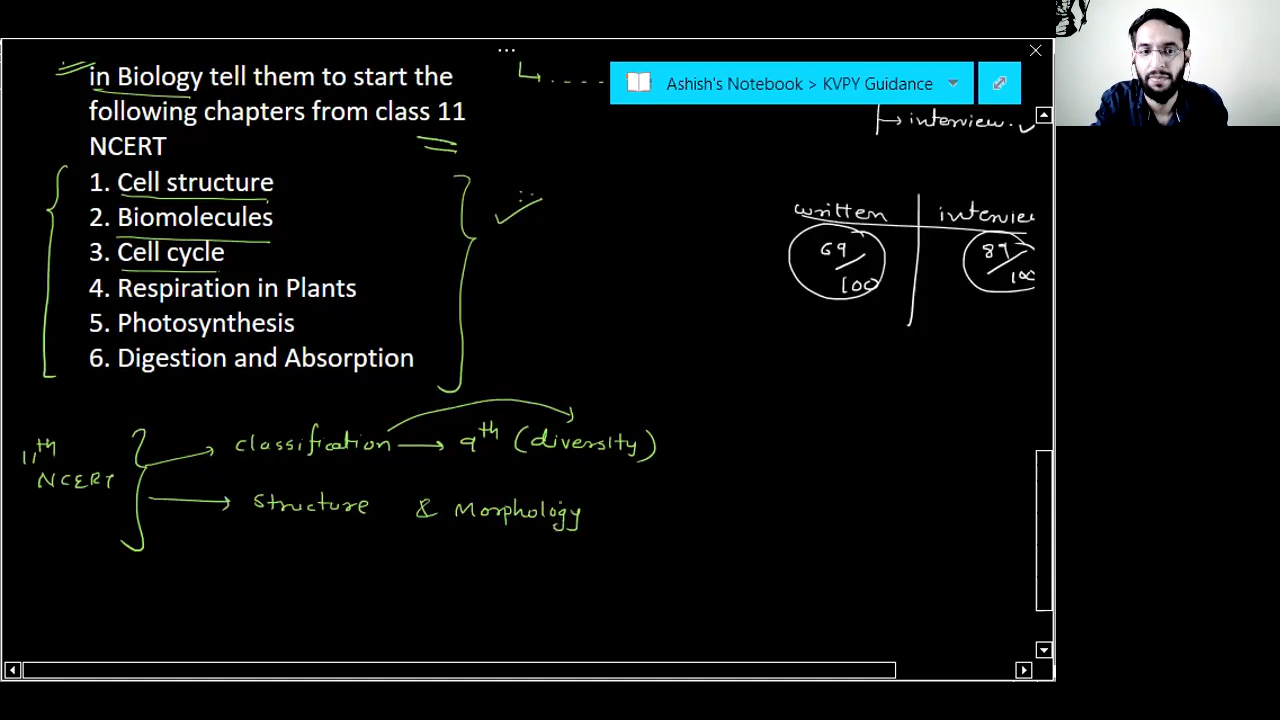 in Biology tell them to start the
following chapters from class 11
NCERT
1. Cell structure
2. Biomolecules
3. Cell cycle
4. Respiration in Plants
5. Photosynthesis
6. Digestion and Absorption
Ashish's Notebook > KVPY Guidance
interview.
written
interview
69/100
89/100
11th NCERT
classification → 9th (diversity)
structure & Morphology